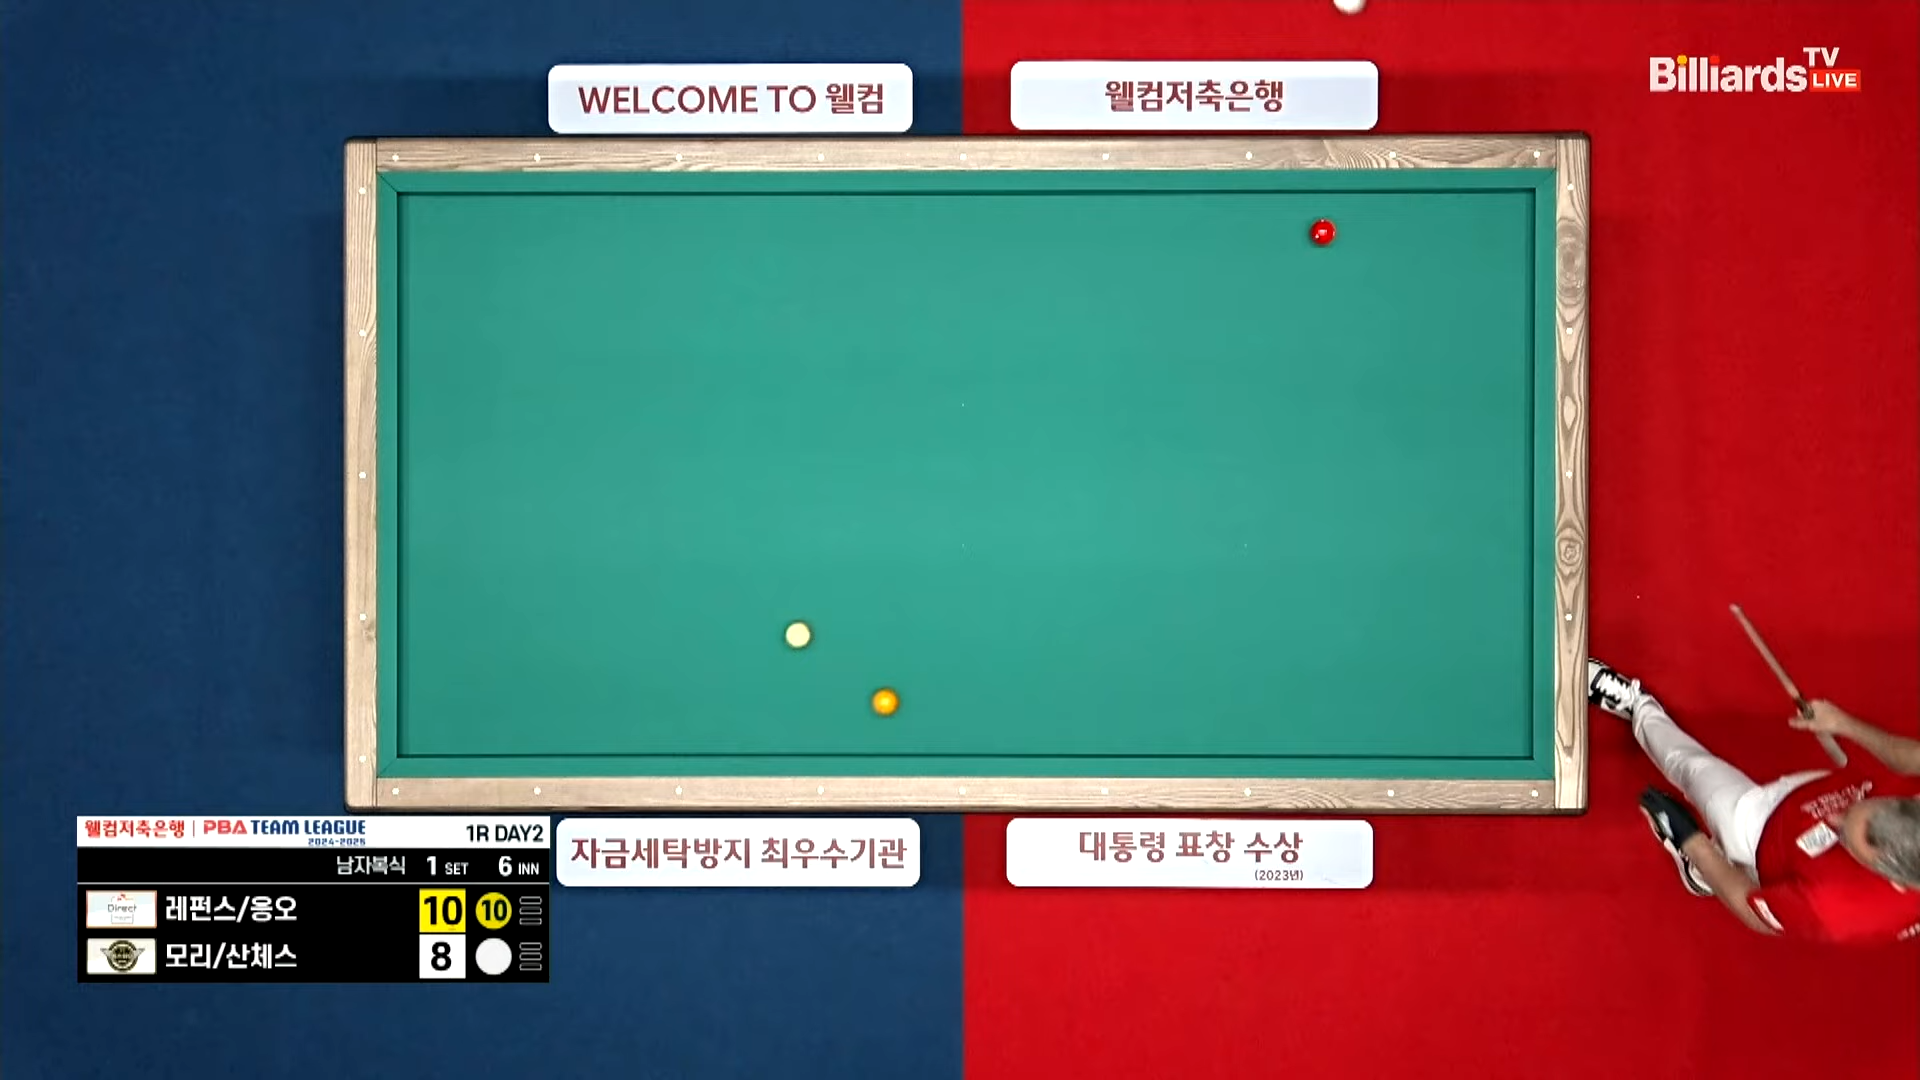 Billiards TV
LIVE
WELCOME TO 웰컴
웰컴저축은행
자금세탁방지 최우수기관
대통령 표창 수상
(2023년)
웰컴저축은행 | PBA TEAM LEAGUE
2024-2025
1R DAY2
남자복식 1 SET 6 INN
Direct 레펀스/응오 10 10
모리/산체스 8